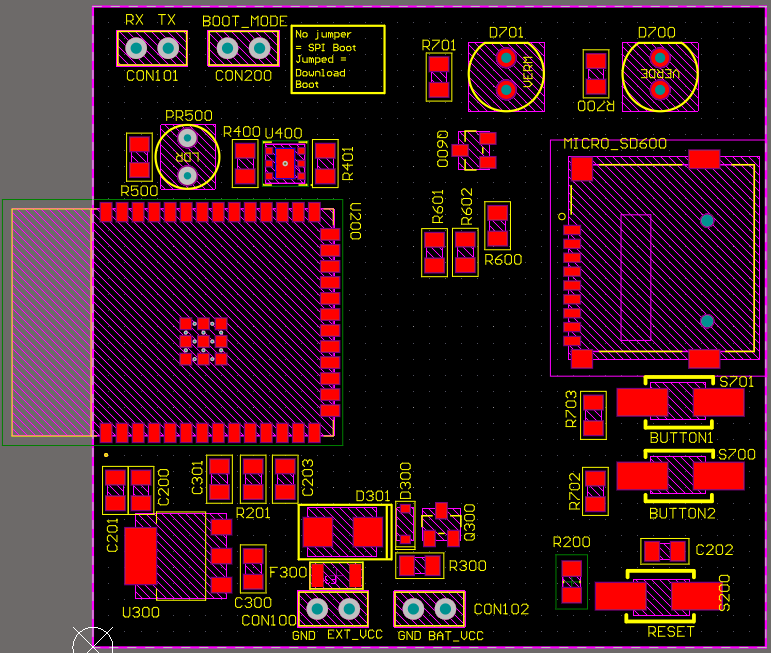 RX TX
BOOT_MODE
No jumper
= SPI Boot
Jumped =
Download
Boot
CON101
CON200
R701
D701
VERM
D700
VERDE
R700
PR500
LDR
R500
R400
U400
R401
Q600
MICRO_SD600
U200
R601
R602
R600
S701
R703
BUTTON1
S700
R702
BUTTON2
C201
C200
C301
R201
C203
D301
D300
Q300
U300
C300
F300
R300
R200
C202
S200
RESET
CON100
CON102
GND EXT_VCC
GND BAT_VCC